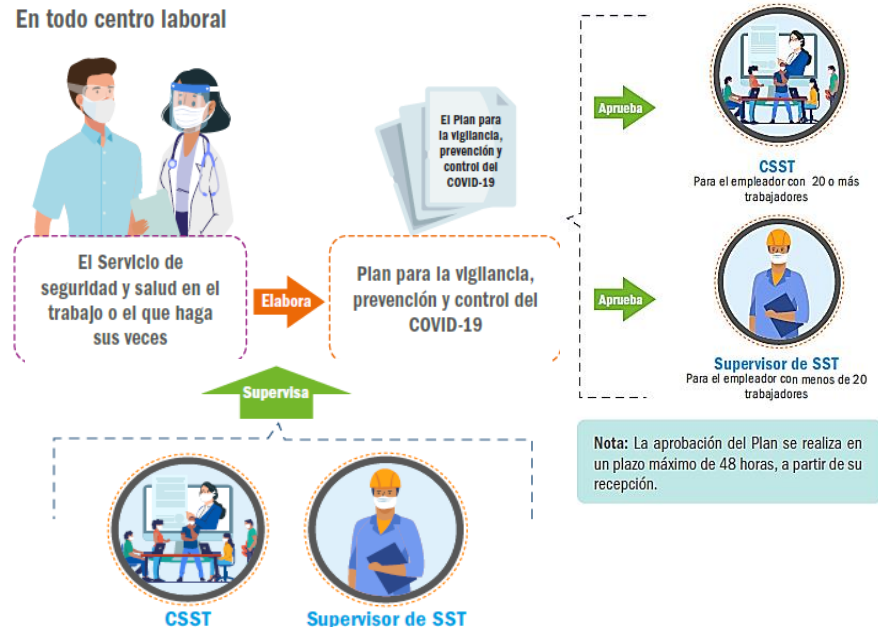 En todo centro laboral
El Plan para
la vigilancia,
prevención y
control del
COVID-19
El Servicio de
seguridad y salud en el
trabajo o el que haga
sus veces
Elabora
Plan para la vigilancia,
prevención y control del
COVID-19
Aprueba
CSST
Para el empleador con 20 o más
trabajadores
Aprueba
Supervisor de SST
Para el empleador con menos de 20
trabajadores
Supervisa
Nota: La aprobación del Plan se realiza en
un plazo máximo de 48 horas, a partir de su
recepción.
CSST
Supervisor de SST